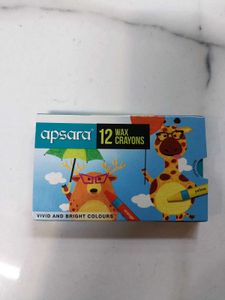 apsara
12 WAX
CRAYONS
VIVID AND BRIGHT COLOURS